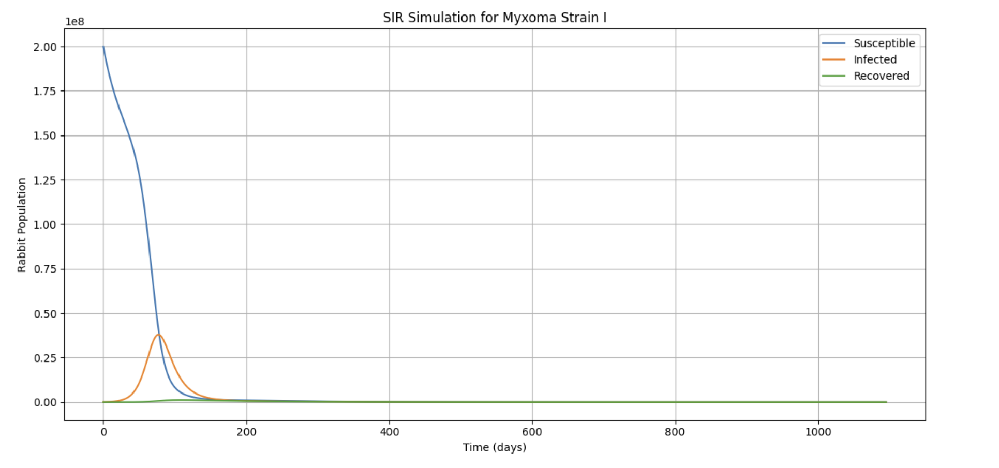 SIR Simulation for Myxoma Strain I
1e8
2.00
1.75
1.50
1.25
1.00
0.75
0.50
0.25
0.00
Rabbit Population
Susceptible
Infected
Recovered
0 200 400 600 800 1000
Time (days)